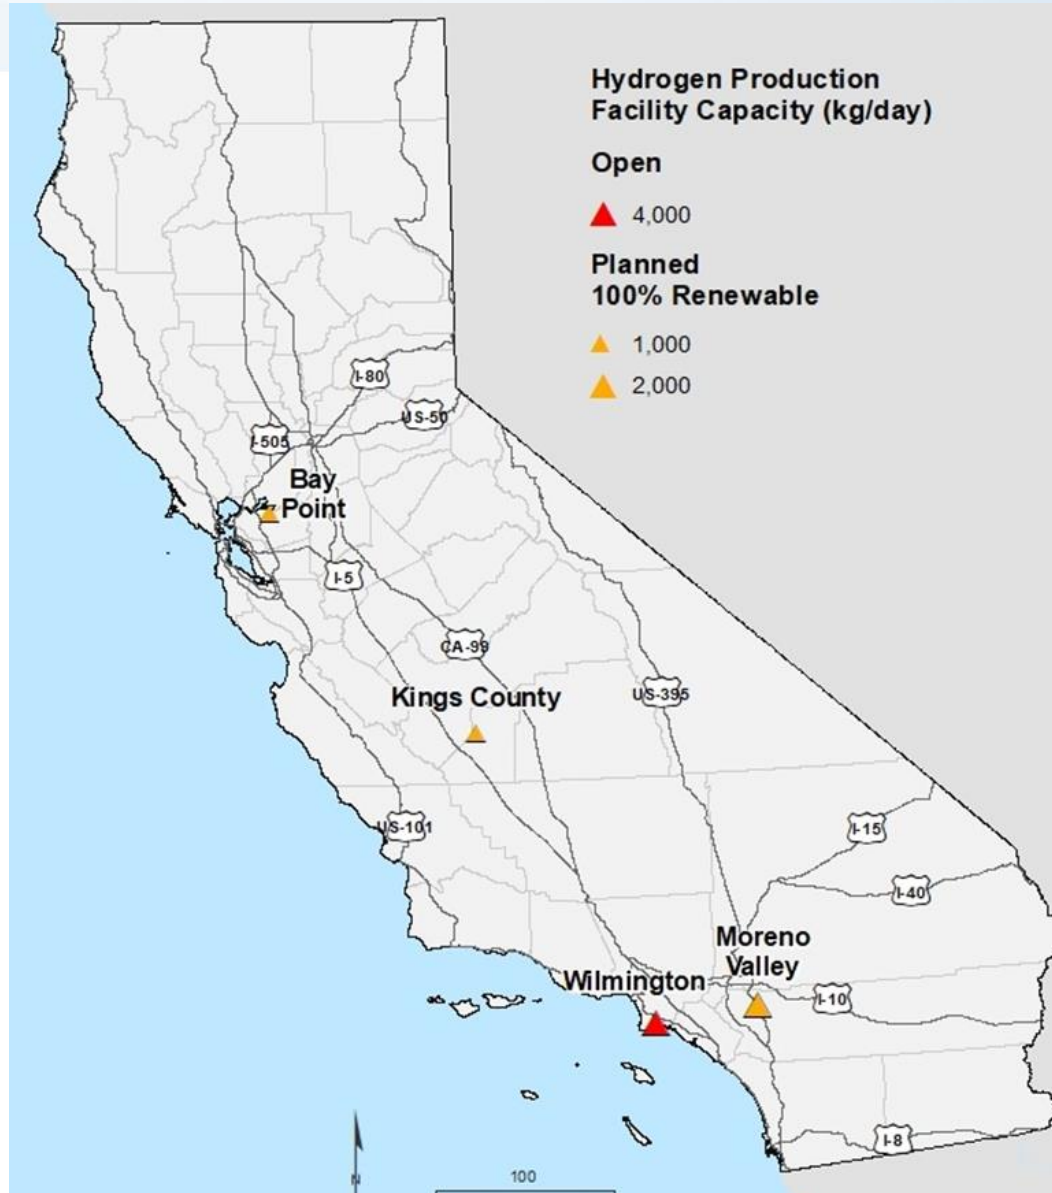 Hydrogen Production
Facility Capacity (kg/day)
Open
4,000
Planned
100% Renewable
1,000
2,000
I-80
US-50
I-505
Bay
Point
I-5
CA-99
Kings County
US-395
US-101
I-15
I-40
Moreno
Valley
Wilmington
I-10
I-8
N
100